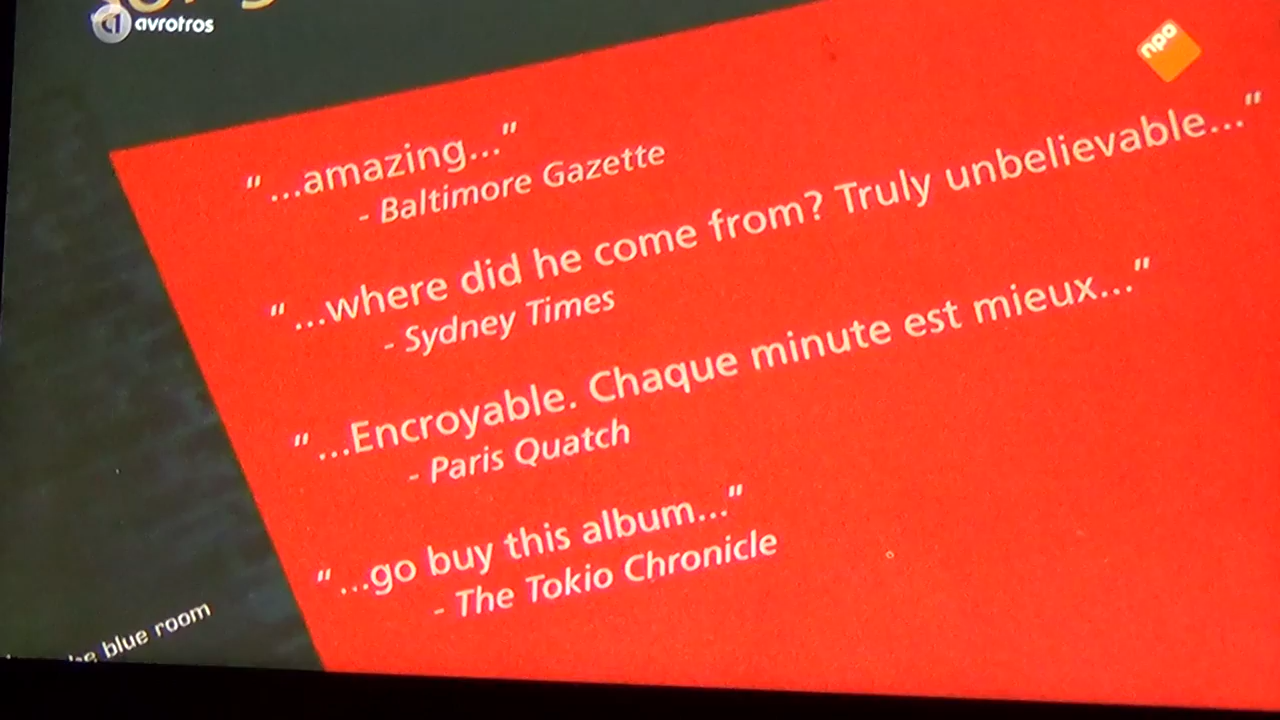 avrotros
npo
"...amazing..."
- Baltimore Gazette
"...where did he come from? Truly unbelievable..."
- Sydney Times
"...Encroyable. Chaque minute est mieux..."
- Paris Quatch
"...go buy this album..."
- The Tokio Chronicle
blue room